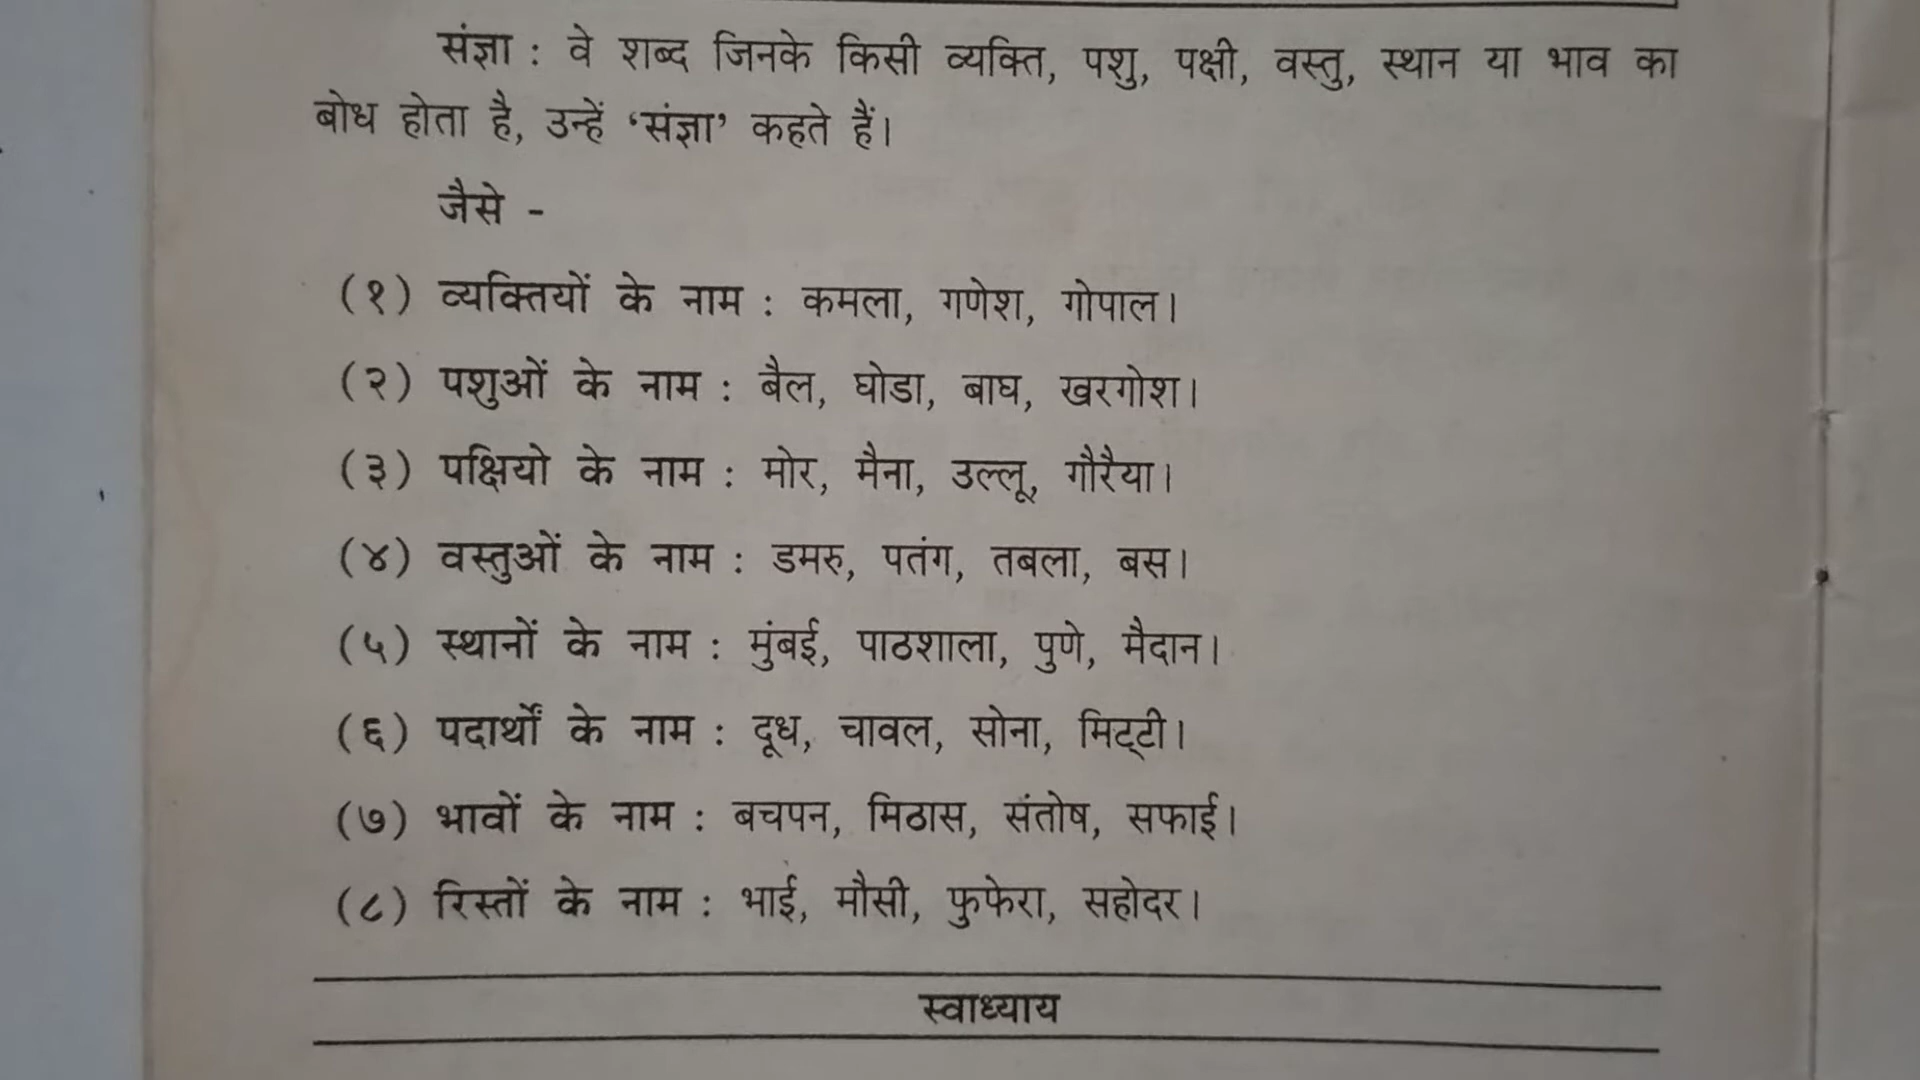 संज्ञा : वे शब्द जिनके किसी व्यक्ति, पशु, पक्षी, वस्तु, स्थान या भाव का
बोध होता है, उन्हें ‘संज्ञा’ कहते हैं।
जैसे -
(१) व्यक्तियों के नाम : कमला, गणेश, गोपाल।
(२) पशुओं के नाम : बैल, घोडा, बाघ, खरगोश।
(३) पक्षियो के नाम : मोर, मैना, उल्लू, गौरैया।
(४) वस्तुओं के नाम : डमरु, पतंग, तबला, बस।
(५) स्थानों के नाम : मुंबई, पाठशाला, पुणे, मैदान।
(६) पदार्थों के नाम : दूध, चावल, सोना, मिट्टी।
(७) भावों के नाम : बचपन, मिठास, संतोष, सफाई।
(८) रिस्तों के नाम : भाई, मौसी, फुफेरा, सहोदर।
स्वाध्याय